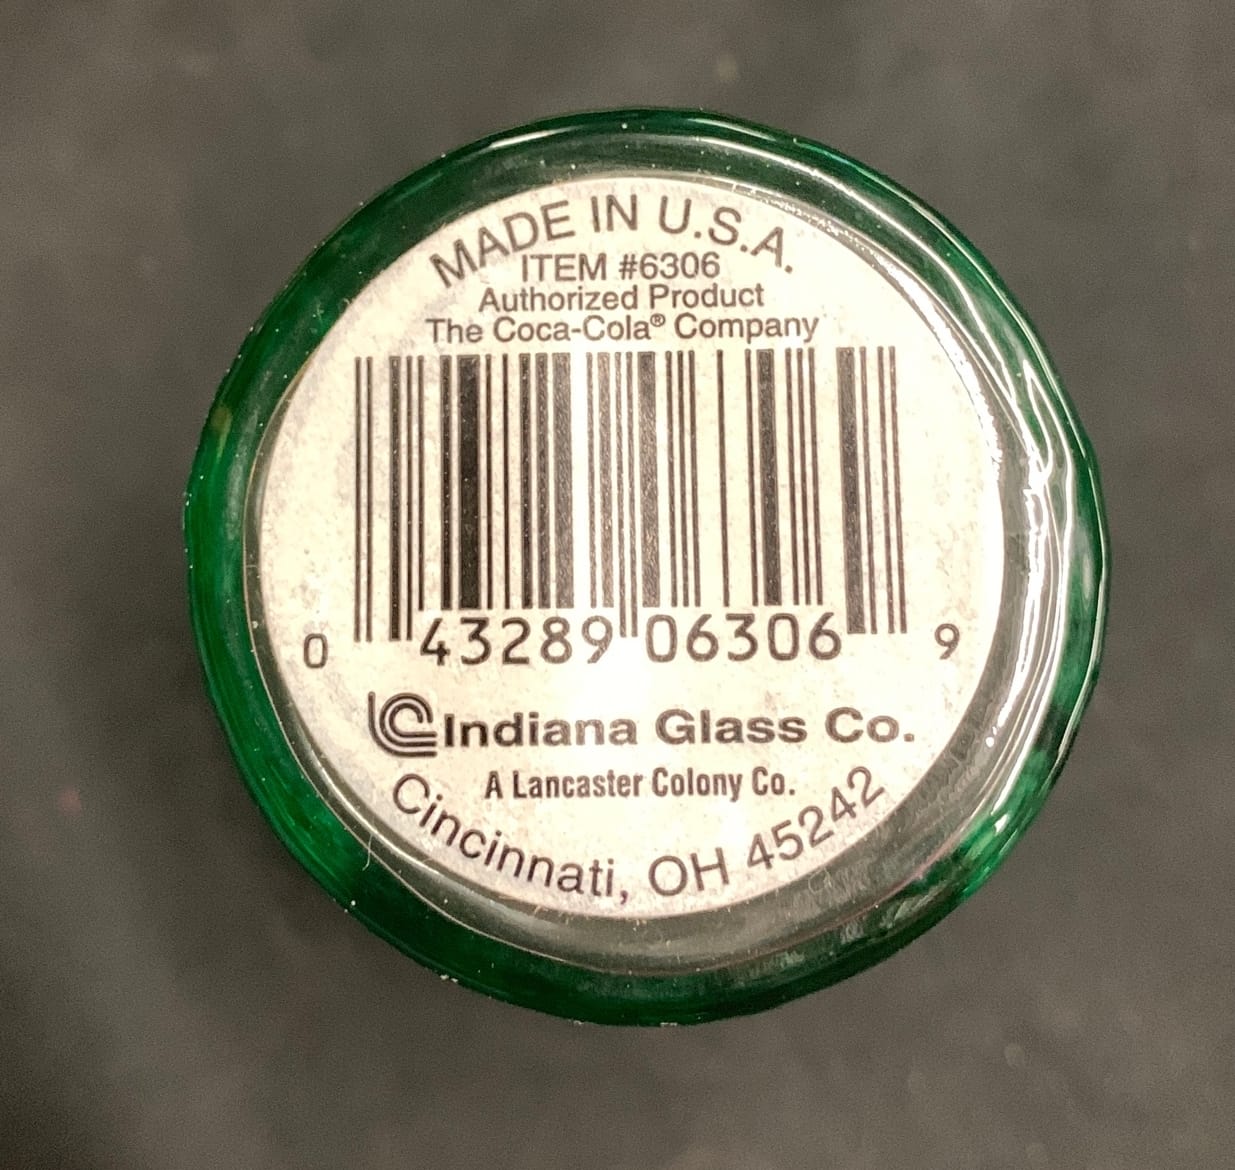 MADE IN U.S.A.
ITEM #6306
Authorized Product
The Coca-Cola® Company
0 43289 06306 9
LC Indiana Glass Co.
A Lancaster Colony Co.
Cincinnati, OH 45242